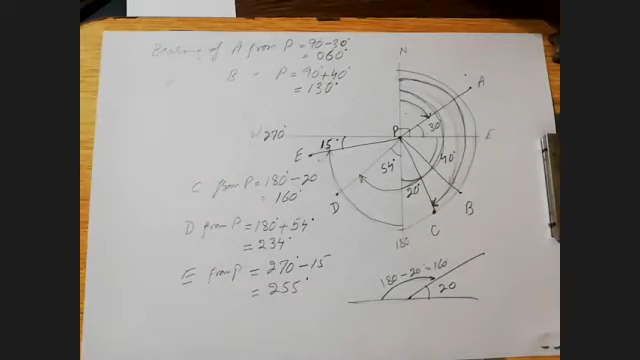 Bearing of A from P = 90-30°
= 060°
" B " P = 90°+40°
= 130°
N
A
P
30°
W 270°
E
15°
E
54°
40°
20°
D
B
C
180°
C from P = 180°-20
= 160°
D from P = 180°+54°
= 234°
E from P = 270°-15
= 255°
180-20°=160
20